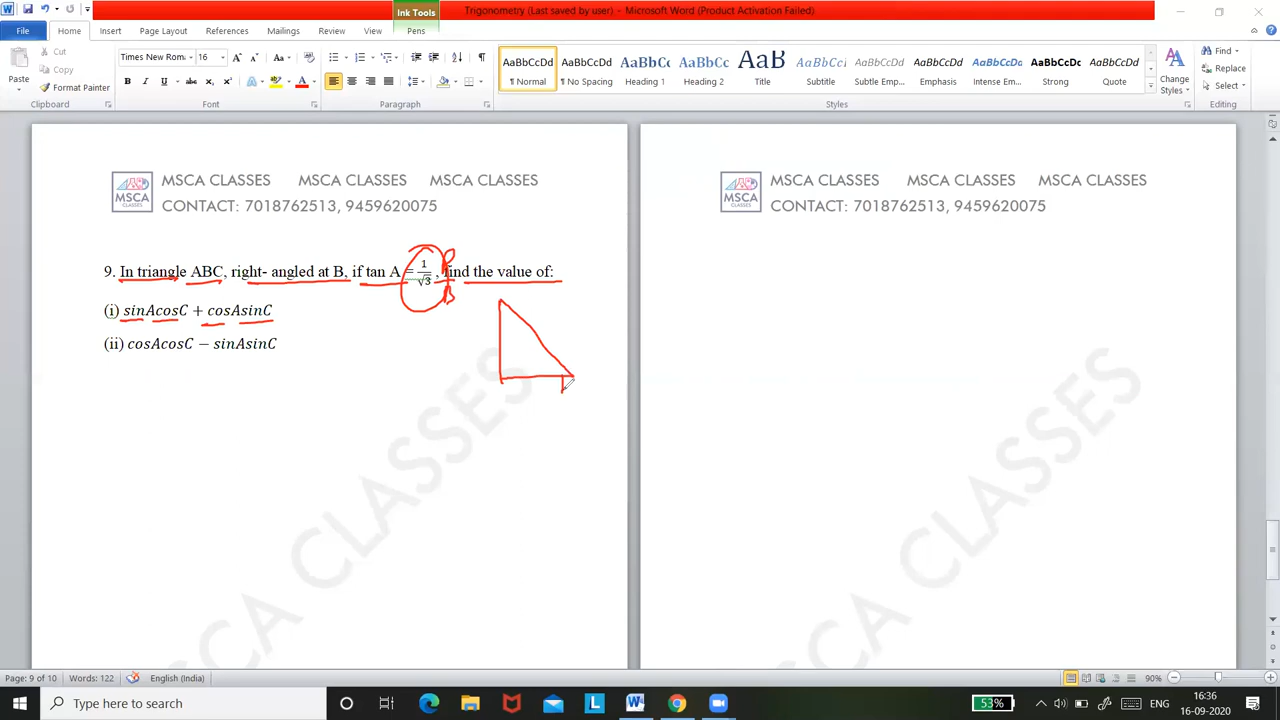 Trigonometry (Last saved by user) - Microsoft Word (Product Activation Failed)
Ink Tools
File Home Insert Page Layout References Mailings Review View Pens
Cut
Copy
Format Painter
Paste
Clipboard
Times New Rom 16
Font
Paragraph
AaBbCcDd AaBbCcDd AaBbCc AaBbCc AaB AaBbCcI AaBbCcDd AaBbCcDd AaBbCcDd AaBbCcDd AaBbCcDd
¶ Normal ¶ No Spacing Heading 1 Heading 2 Title Subtitle Subtle Emp... Emphasis Intense Em... Strong Quote
Styles
Change Styles
Find
Replace
Select
Editing
MSCA CLASSES MSCA CLASSES MSCA CLASSES
CONTACT: 7018762513, 9459620075
MSCA CLASSES
9. In triangle ABC, right- angled at B, if tan A = 1/√3 , find the value of:
P
B
(i) sinAcosC + cosAsinC
(ii) cosAcosC − sinAsinC
CLASSES
MSCA CLASSES MSCA CLASSES MSCA CLASSES
CONTACT: 7018762513, 9459620075
MSCA CLASSES
CLASSES
Page: 9 of 10 Words: 122 English (India) 90%
Type here to search
53%
ENG
16:36
16-09-2020